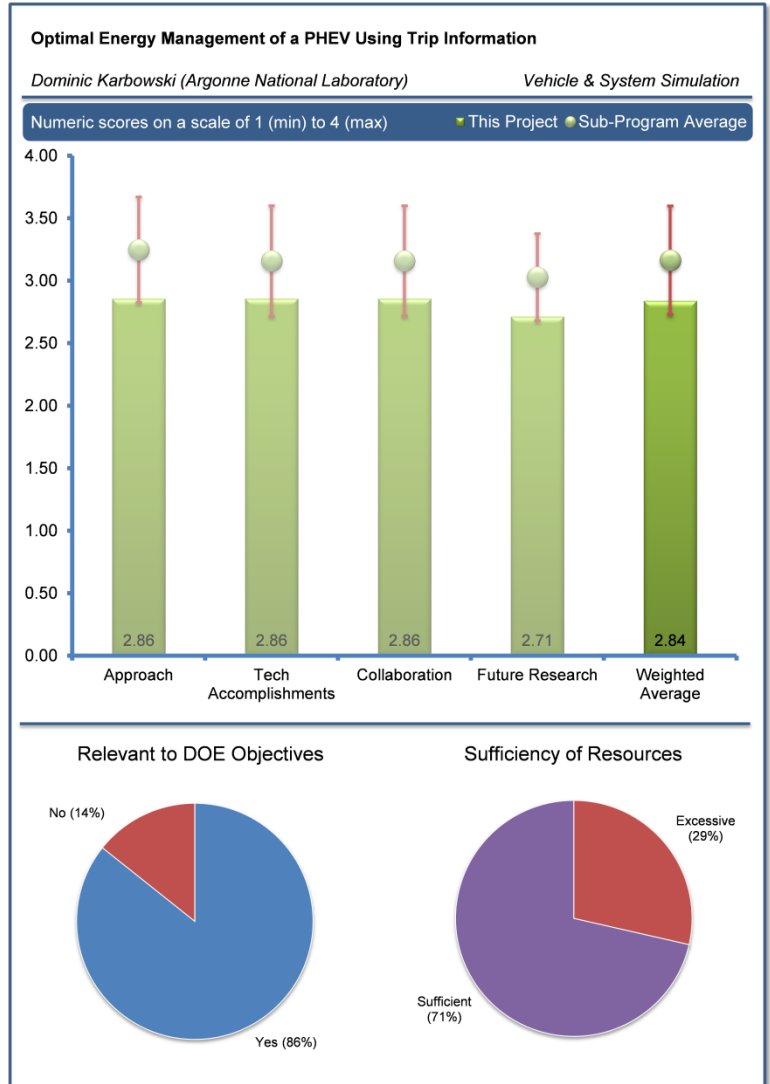 Optimal Energy Management of a PHEV Using Trip Information
Dominic Karbowski (Argonne National Laboratory) Vehicle & System Simulation
Numeric scores on a scale of 1 (min) to 4 (max) This Project Sub-Program Average
4.00
3.50
3.00
2.50
2.00
1.50
1.00
0.50
0.00
2.86 2.86 2.86 2.71 2.84
Approach Tech Collaboration Future Research Weighted
Accomplishments Average
Relevant to DOE Objectives Sufficiency of Resources
No (14%)
Excessive
(29%)
Sufficient
(71%)
Yes (86%)